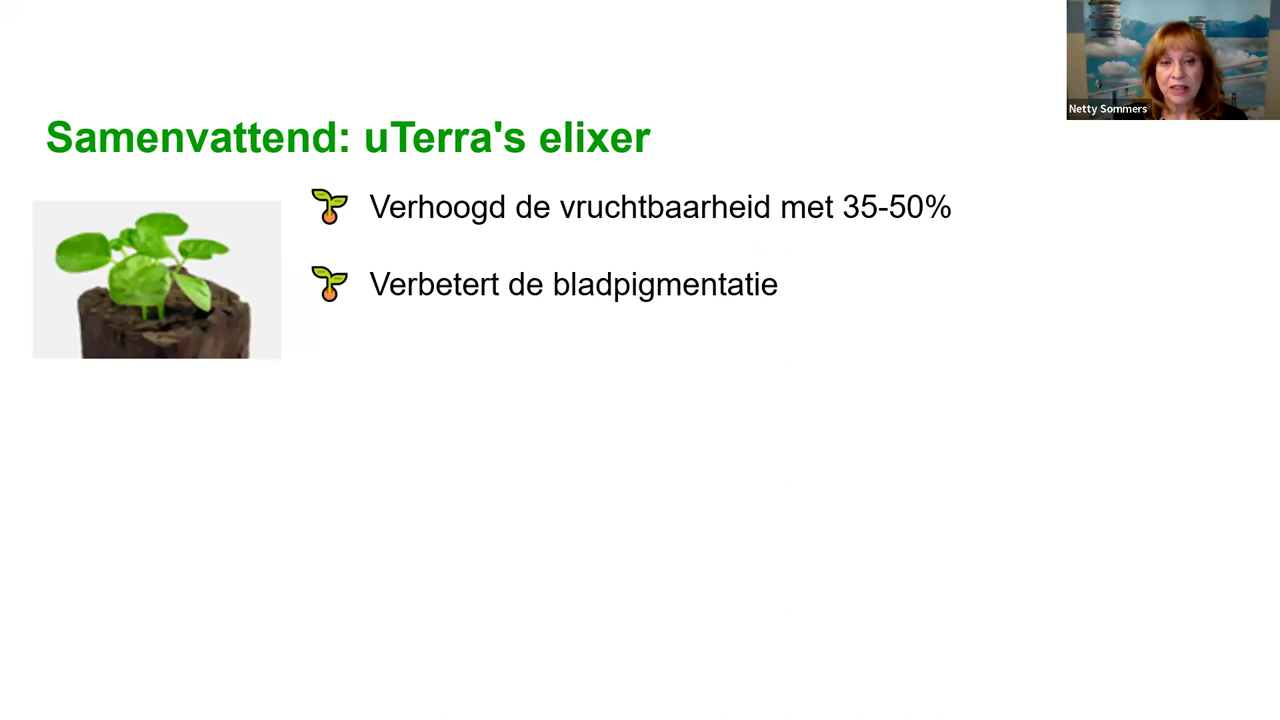 Netty Sommers
Samenvattend: uTerra's elixer
Verhoogd de vruchtbaarheid met 35-50%
Verbetert de bladpigmentatie